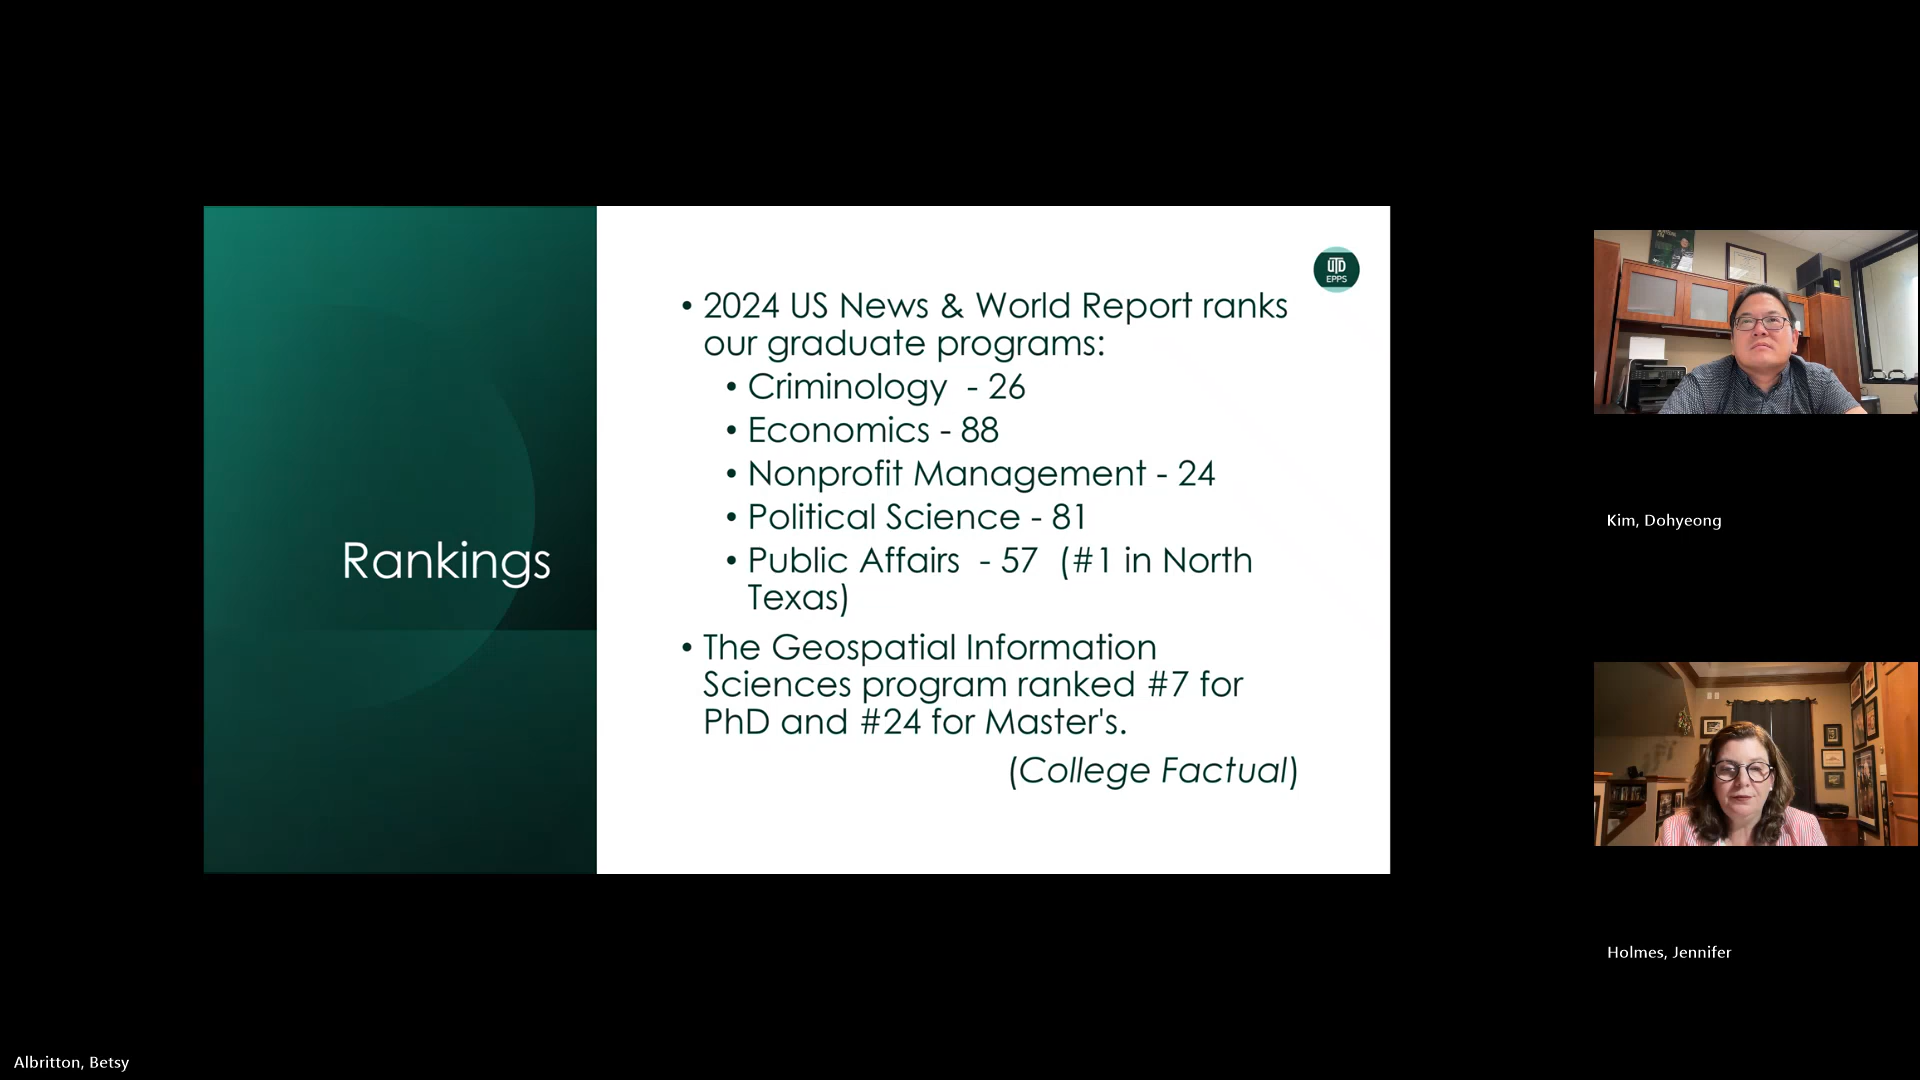 Rankings
UTD
EPPS
• 2024 US News & World Report ranks
our graduate programs:
• Criminology - 26
• Economics - 88
• Nonprofit Management - 24
• Political Science - 81
• Public Affairs - 57 (#1 in North
Texas)
• The Geospatial Information
Sciences program ranked #7 for
PhD and #24 for Master's.
(College Factual)
Kim, Dohyeong
Holmes, Jennifer
Albritton, Betsy